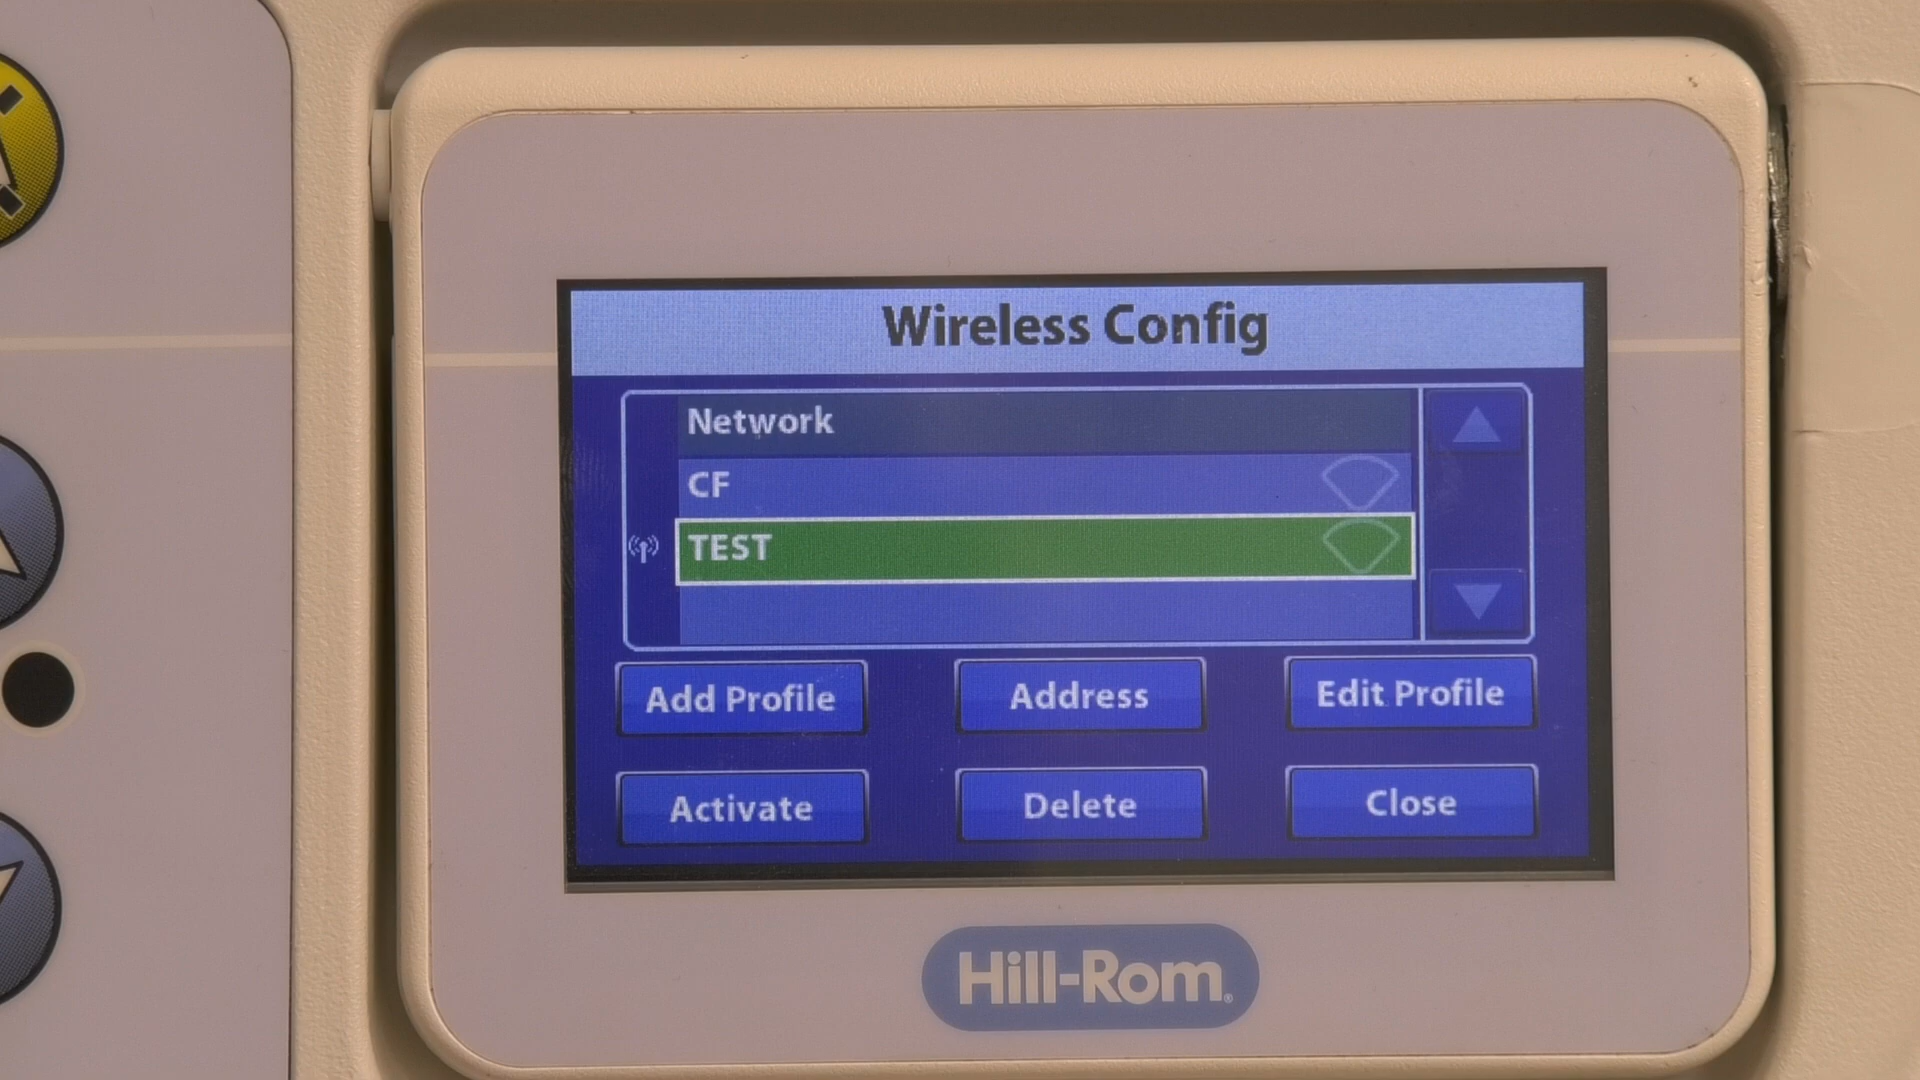 Wireless Config
Network
CF
TEST
Add Profile
Address
Edit Profile
Activate
Delete
Close
Hill-Rom®